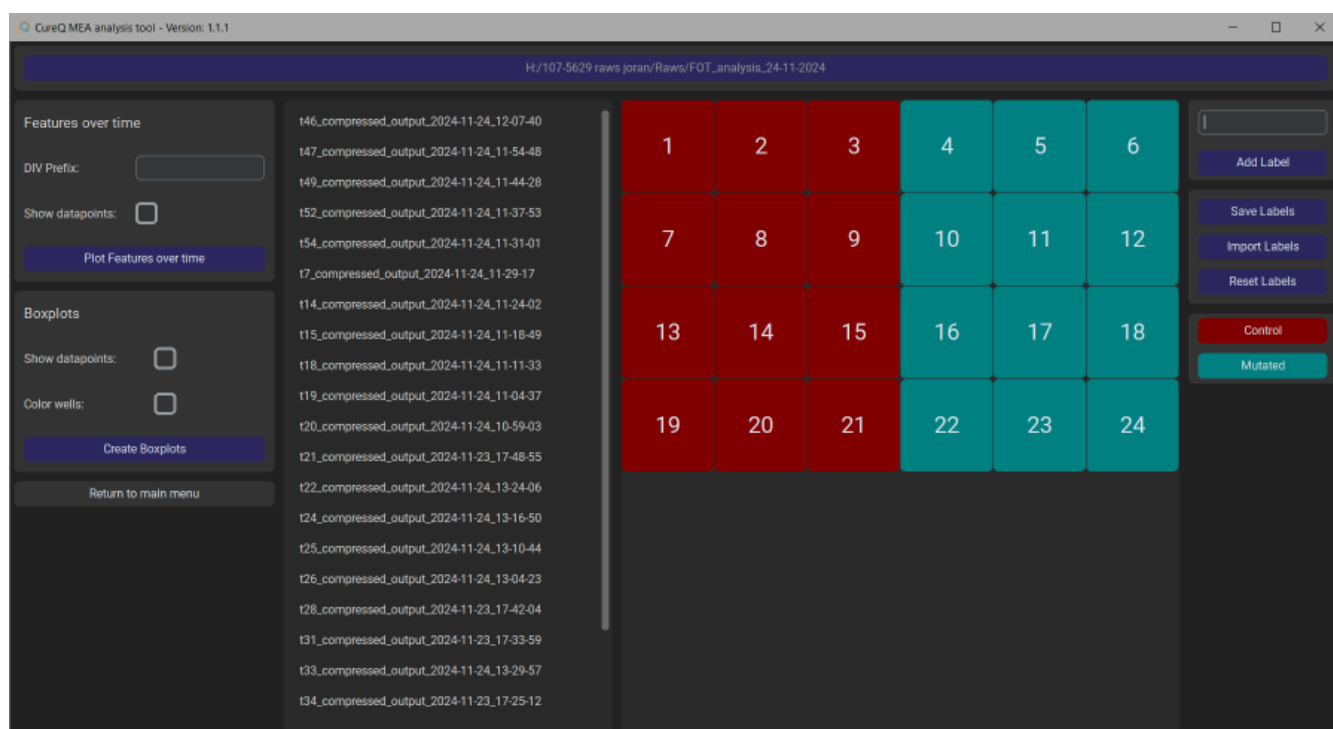 CureQ MEA analysis tool - Version: 1.1.1
H:/107-5629 raws joran/Raws/FOT_analysis_24-11-2024
Features over time
DIV Prefix:
Show datapoints:
Plot Features over time
Boxplots
Show datapoints:
Color wells:
Create Boxplots
Return to main menu
t46_compressed_output_2024-11-24_12-07-40
t47_compressed_output_2024-11-24_11-54-48
t49_compressed_output_2024-11-24_11-44-28
t52_compressed_output_2024-11-24_11-37-53
t54_compressed_output_2024-11-24_11-31-01
t7_compressed_output_2024-11-24_11-29-17
t14_compressed_output_2024-11-24_11-24-02
t15_compressed_output_2024-11-24_11-18-49
t18_compressed_output_2024-11-24_11-11-33
t19_compressed_output_2024-11-24_11-04-37
t20_compressed_output_2024-11-24_10-59-03
t21_compressed_output_2024-11-23_17-48-55
t22_compressed_output_2024-11-24_13-24-06
t24_compressed_output_2024-11-24_13-16-50
t25_compressed_output_2024-11-24_13-10-44
t26_compressed_output_2024-11-24_13-04-23
t28_compressed_output_2024-11-23_17-42-04
t31_compressed_output_2024-11-23_17-33-59
t33_compressed_output_2024-11-24_13-29-57
t34_compressed_output_2024-11-23_17-25-12
1 2 3 4 5 6
7 8 9 10 11 12
13 14 15 16 17 18
19 20 21 22 23 24
Add Label
Save Labels
Import Labels
Reset Labels
Control
Mutated